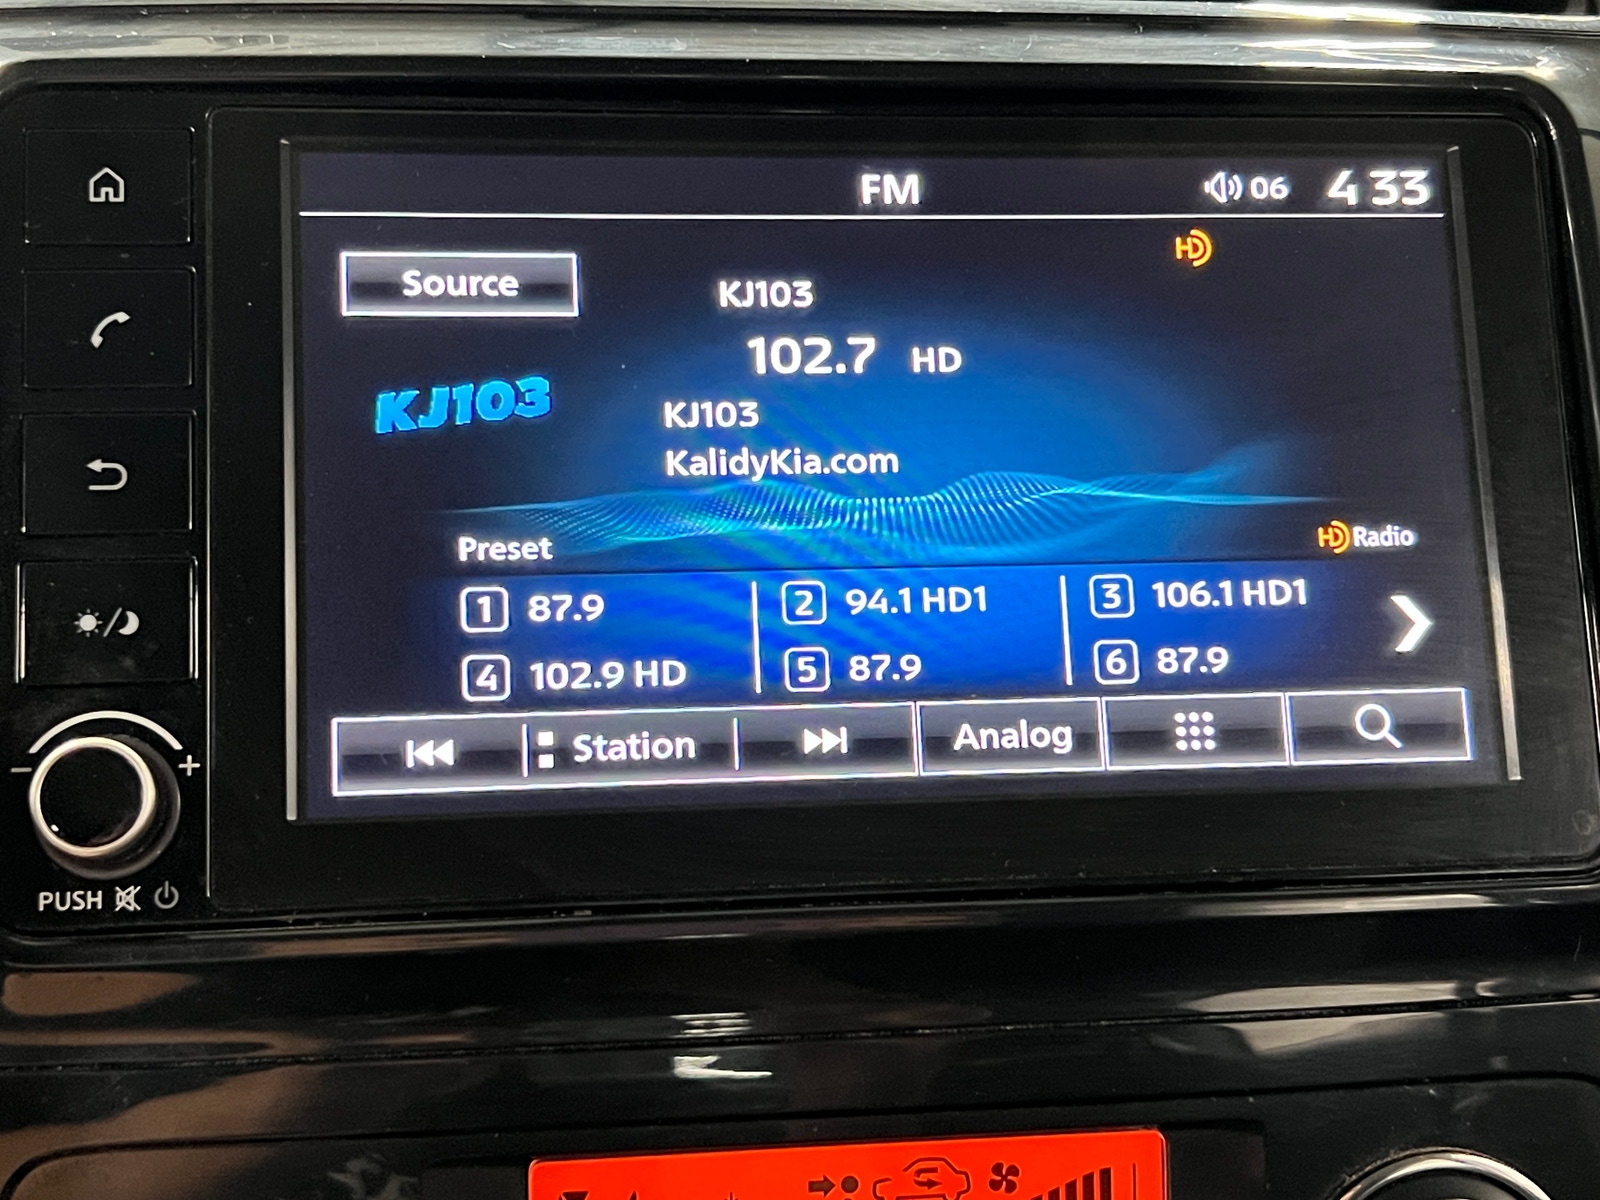 FM
06
4 33
HD
Source
KJ103
102.7 HD
KJ103
KJ103
KalidyKia.com
Preset
HD Radio
1 87.9
2 94.1 HD1
3 106.1 HD1
4 102.9 HD
5 87.9
6 87.9
Station
Analog
- +
PUSH